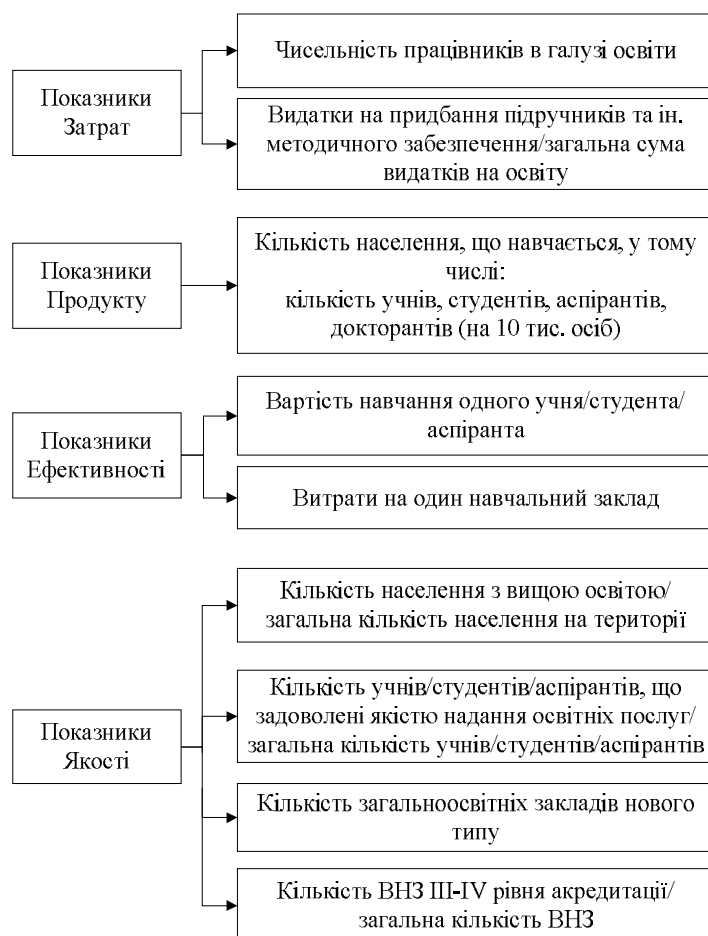 Чисельність працівників в галузі освіти
Показники
Затрат
Видатки на придбання підручників та ін.
методичного забезпечення/загальна сума
видатків на освіту
Показники
Продукту
Кількість населення, що навчається, у тому
числі:
кількість учнів, студентів, аспірантів,
докторантів (на 10 тис. осіб)
Показники
Ефективності
Вартість навчання одного учня/студента/
аспіранта
Витрати на один навчальний заклад
Показники
Якості
Кількість населення з вищою освітою/
загальна кількість населення на території
Кількість учнів/студентів/аспірантів, що
задоволені якістю надання освітніх послуг/
загальна кількість учнів/студентів/аспірантів
Кількість загальноосвітніх закладів нового
типу
Кількість ВНЗ III-IV рівня акредитації/
загальна кількість ВНЗ